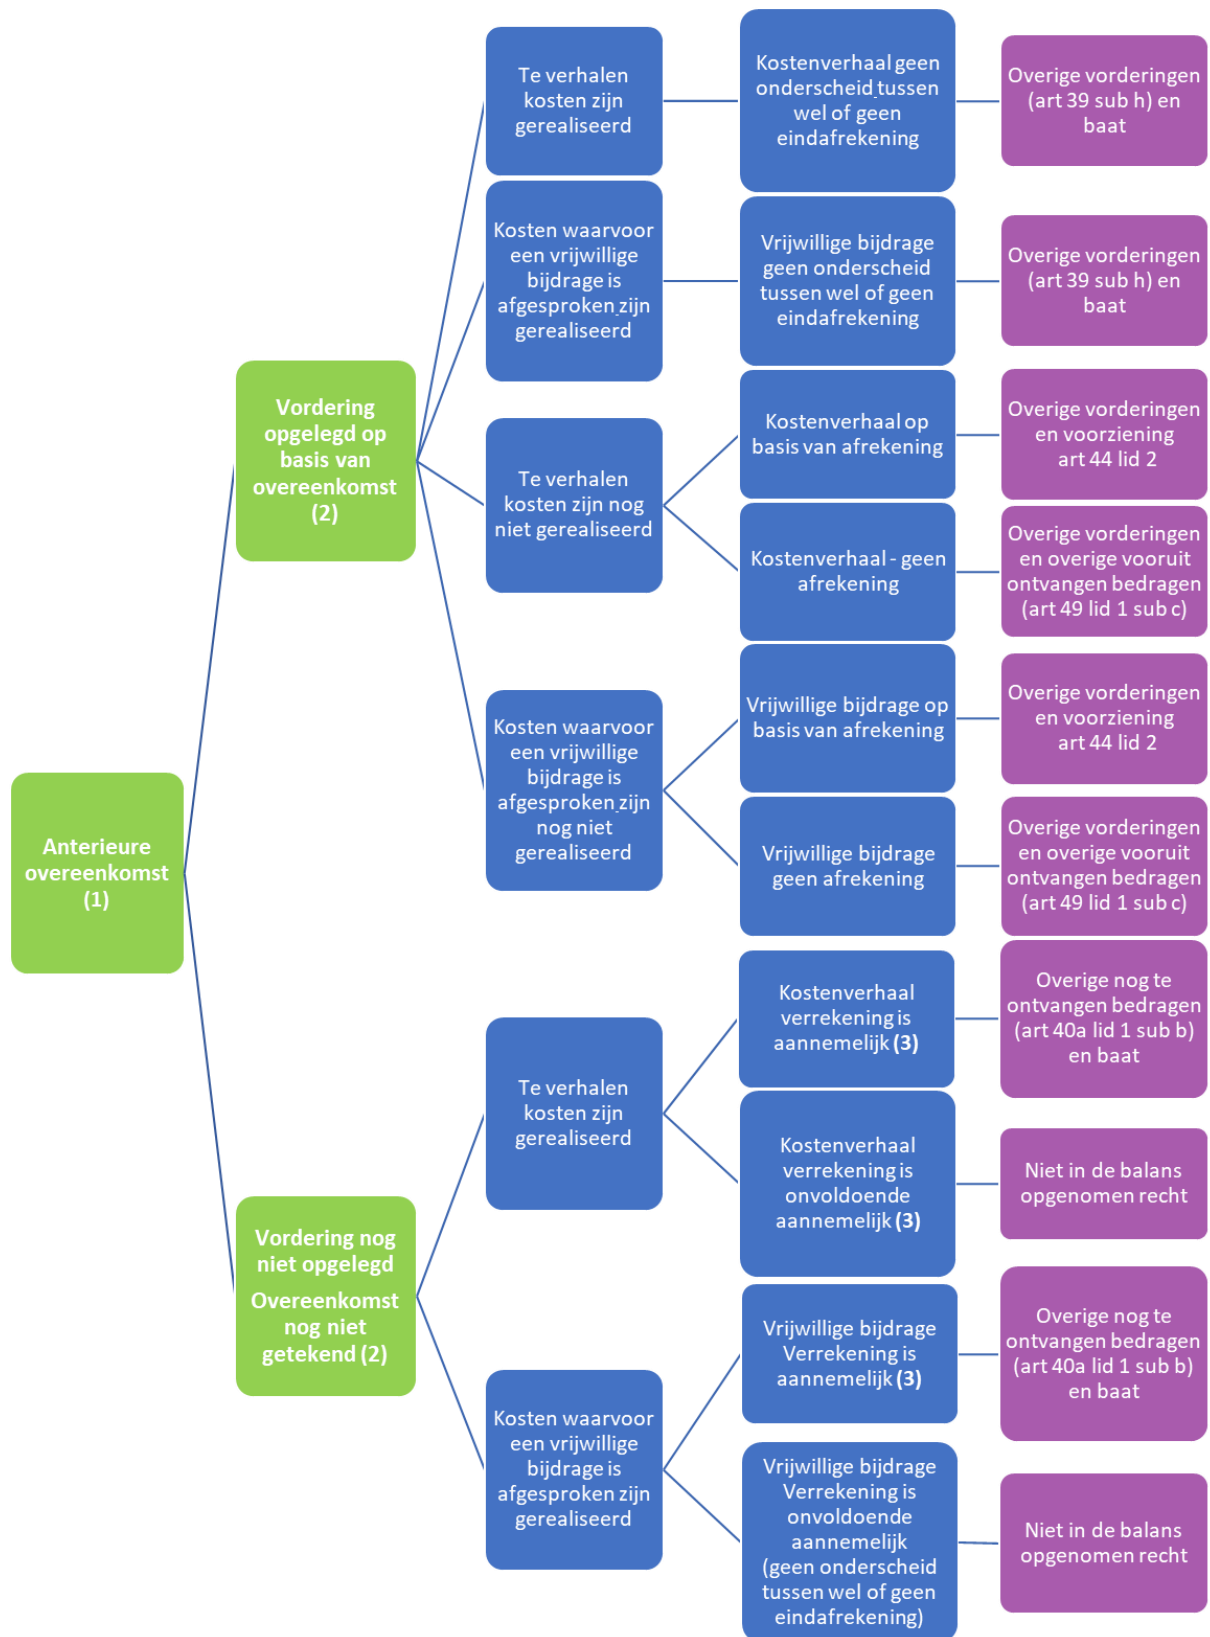 Te verhalen
kosten zijn
gerealiseerd
Kostenverhaal geen
onderscheid tussen
wel of geen
eindafrekening
Overige vorderingen
(art 39 sub h) en
baat
Kosten waarvoor
een vrijwillige
bijdrage is
afgesproken zijn
gerealiseerd
Vrijwillige bijdrage
geen onderscheid
tussen wel of geen
eindafrekening
Overige vorderingen
(art 39 sub h) en
baat
Vordering
opgelegd op
basis van
overeenkomst
(2)
Te verhalen
kosten zijn nog
niet gerealiseerd
Kostenverhaal op
basis van afrekening
Overige vorderingen
en voorziening
art 44 lid 2
Kostenverhaal - geen
afrekening
Overige vorderingen
en overige vooruit
ontvangen bedragen
(art 49 lid 1 sub c)
Kosten waarvoor
een vrijwillige
bijdrage is
afgesproken zijn
nog niet
gerealiseerd
Vrijwillige bijdrage op
basis van afrekening
Overige vorderingen
en voorziening
art 44 lid 2
Vrijwillige bijdrage
geen afrekening
Overige vorderingen
en overige vooruit
ontvangen bedragen
(art 49 lid 1 sub c)
Anterieure
overeenkomst
(1)
Vordering nog
niet opgelegd
Overeenkomst
nog niet
getekend (2)
Te verhalen
kosten zijn
gerealiseerd
Kostenverhaal
verrekening is
aannemelijk (3)
Overige nog te
ontvangen bedragen
(art 40a lid 1 sub b)
en baat
Kostenverhaal
verrekening is
onvoldoende
aannemelijk (3)
Niet in de balans
opgenomen recht
Kosten waarvoor
een vrijwillige
bijdrage is
afgesproken zijn
gerealiseerd
Vrijwillige bijdrage
Verrekening is
aannemelijk (3)
Overige nog te
ontvangen bedragen
(art 40a lid 1 sub b)
en baat
Vrijwillige bijdrage
Verrekening is
onvoldoende
aannemelijk
(geen onderscheid
tussen wel of geen
eindafrekening)
Niet in de balans
opgenomen recht